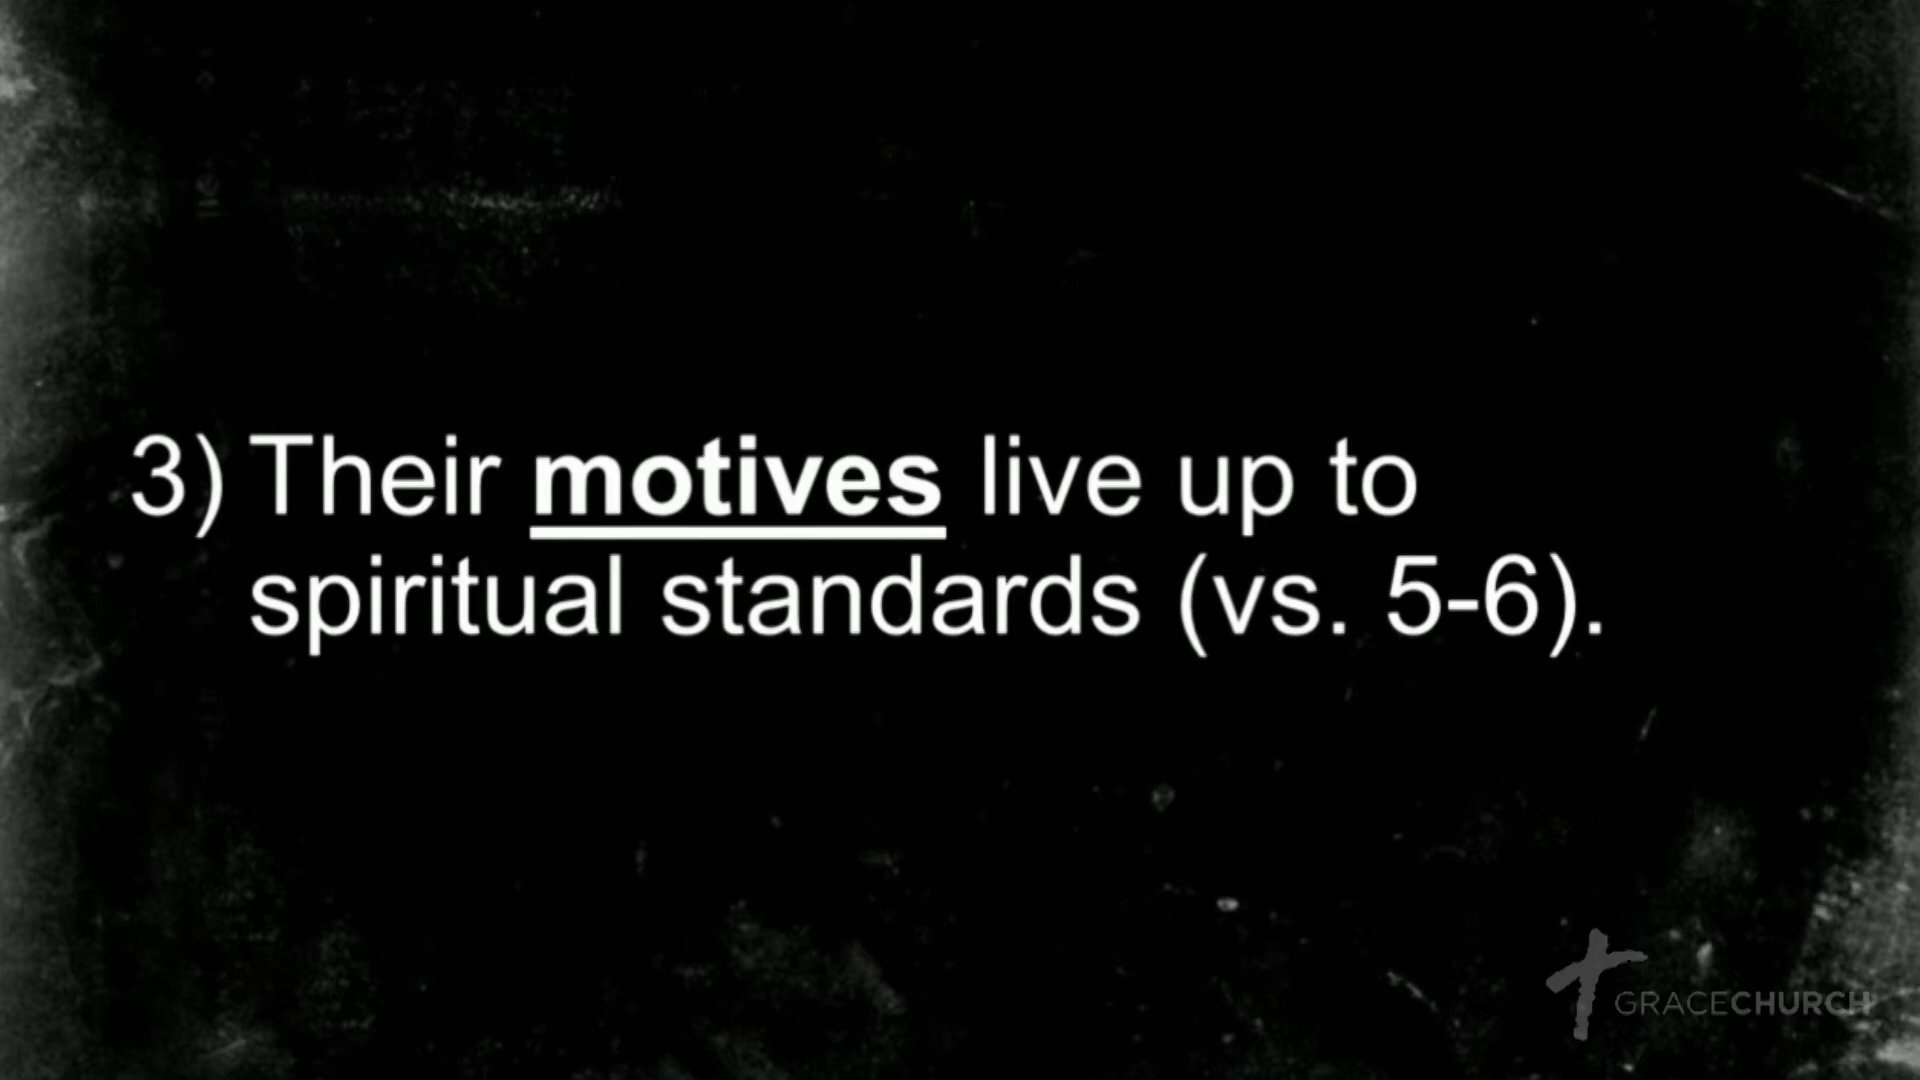 3) Their motives live up to
spiritual standards (vs. 5-6).
GRACECHURCH